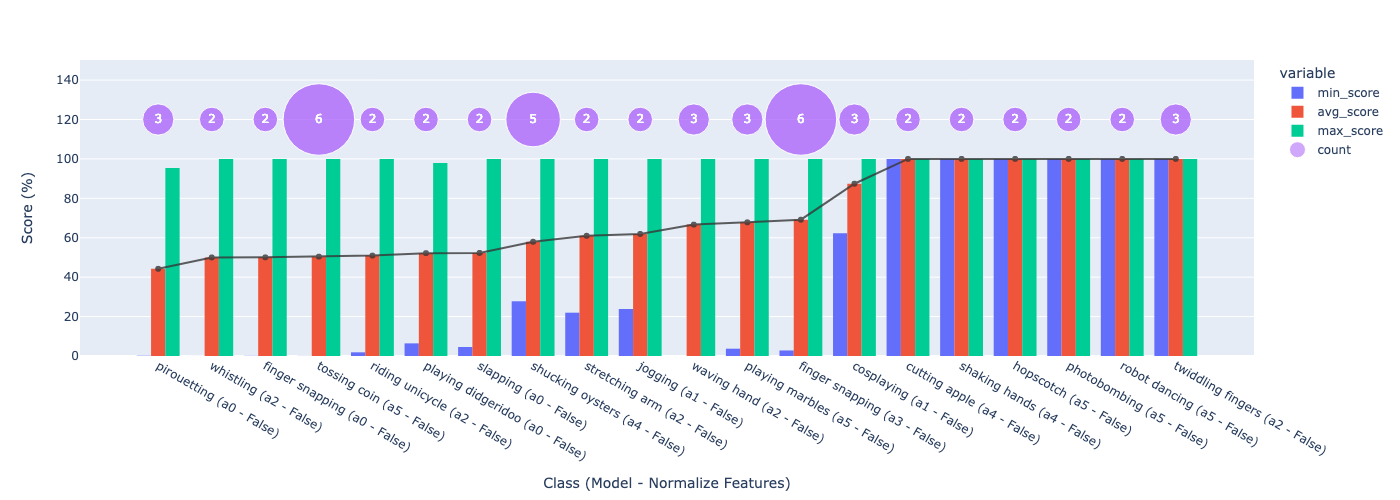 variable
min_score
avg_score
max_score
count
140
120
100
80
60
40
20
0
Score (%)
3 2 2 6 2 2 2 5 2 2 3 3 6 3 2 2 2 2 2 3
pirouetting (a0 - False)
whistling (a2 - False)
finger snapping (a0 - False)
tossing coin (a5 - False)
riding unicycle (a2 - False)
playing didgeridoo (a0 - False)
slapping (a0 - False)
shucking oysters (a4 - False)
stretching arm (a2 - False)
jogging (a1 - False)
waving hand (a2 - False)
playing marbles (a5 - False)
finger snapping (a3 - False)
cosplaying (a1 - False)
cutting apple (a4 - False)
shaking hands (a4 - False)
hopscotch (a5 - False)
photobombing (a5 - False)
robot dancing (a5 - False)
twiddling fingers (a2 - False)
Class (Model - Normalize Features)